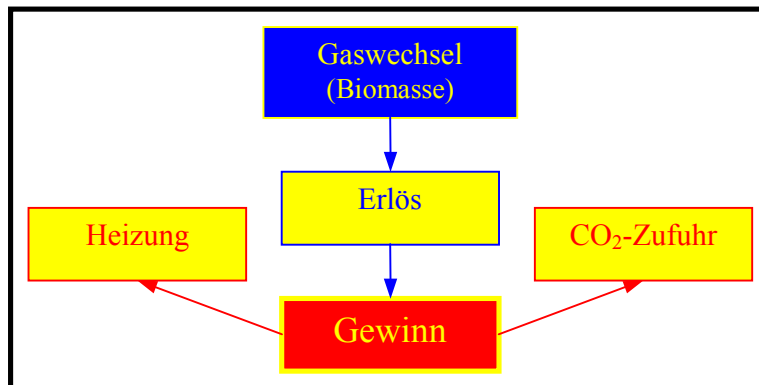 Gaswechsel
(Biomasse)
Erlös
Heizung
CO₂-Zufuhr
Gewinn